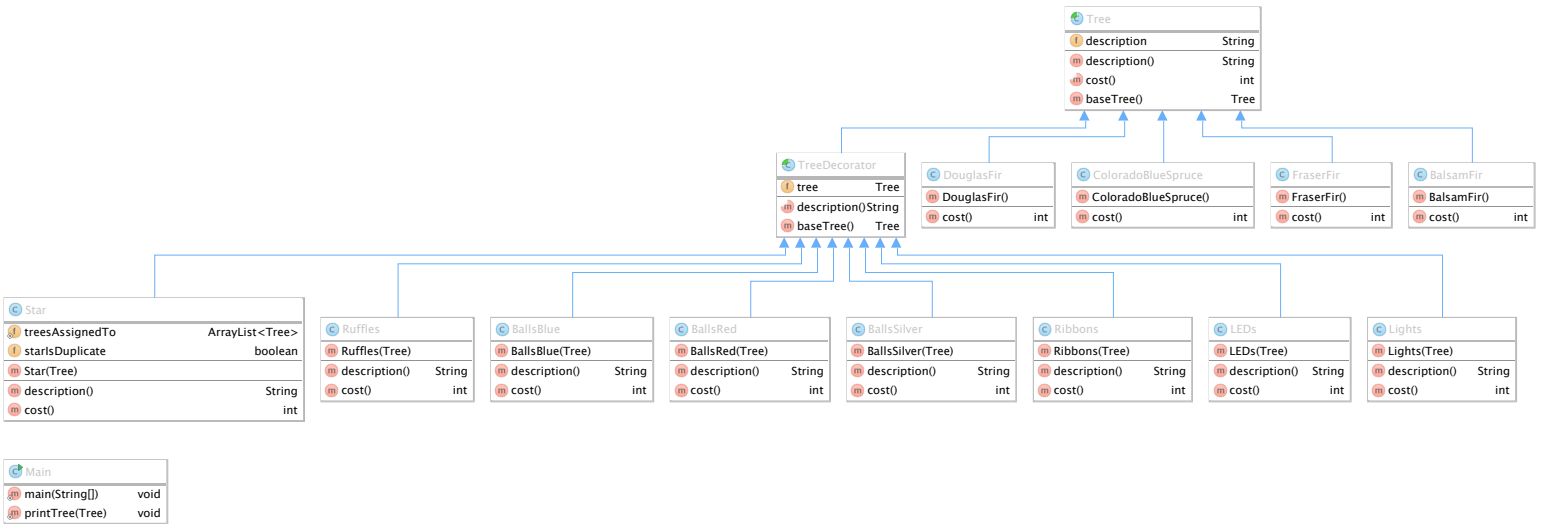 Tree
description String
description() String
cost() int
baseTree() Tree
TreeDecorator
tree Tree
description() String
baseTree() Tree
DouglasFir
DouglasFir()
cost() int
ColoradoBlueSpruce
ColoradoBlueSpruce()
cost() int
FraserFir
FraserFir()
cost() int
BalsamFir
BalsamFir()
cost() int
Star
treesAssignedTo ArrayList<Tree>
starIsDuplicate boolean
Star(Tree)
description() String
cost() int
Ruffles
Ruffles(Tree)
description() String
cost() int
BallsBlue
BallsBlue(Tree)
description() String
cost() int
BallsRed
BallsRed(Tree)
description() String
cost() int
BallsSilver
BallsSilver(Tree)
description() String
cost() int
Ribbons
Ribbons(Tree)
description() String
cost() int
LEDs
LEDs(Tree)
description() String
cost() int
Lights
Lights(Tree)
description() String
cost() int
Main
main(String[]) void
printTree(Tree) void